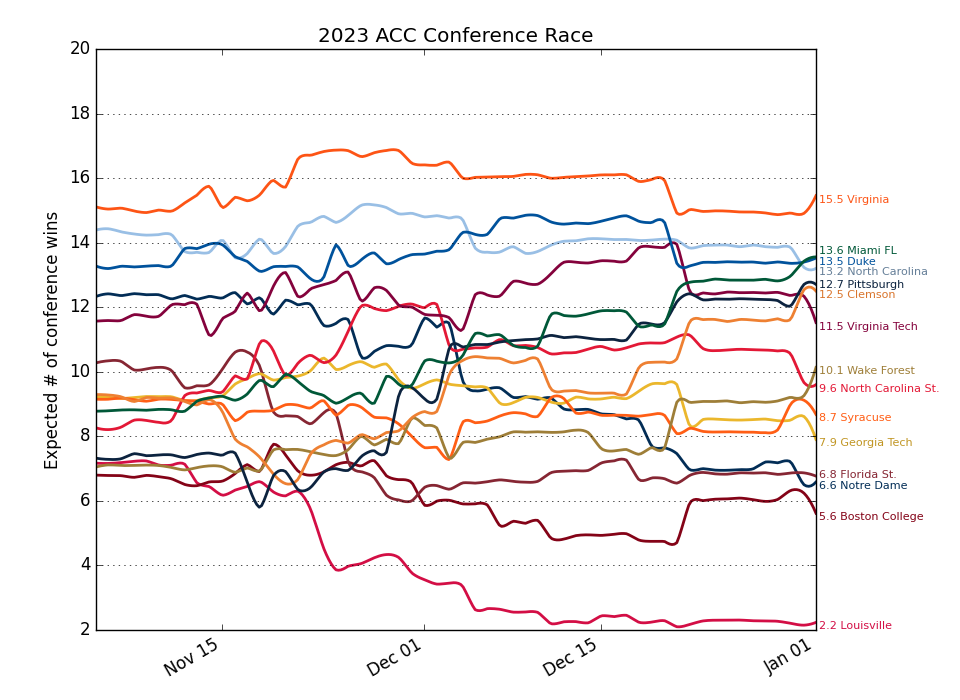 2023 ACC Conference Race
Expected # of conference wins
20
18
16
14
12
10
8
6
4
2
Nov 15
Dec 01
Dec 15
Jan 01
15.5 Virginia
13.6 Miami FL
13.5 Duke
13.2 North Carolina
12.7 Pittsburgh
12.5 Clemson
11.5 Virginia Tech
10.1 Wake Forest
9.6 North Carolina St.
8.7 Syracuse
7.9 Georgia Tech
6.8 Florida St.
6.6 Notre Dame
5.6 Boston College
2.2 Louisville